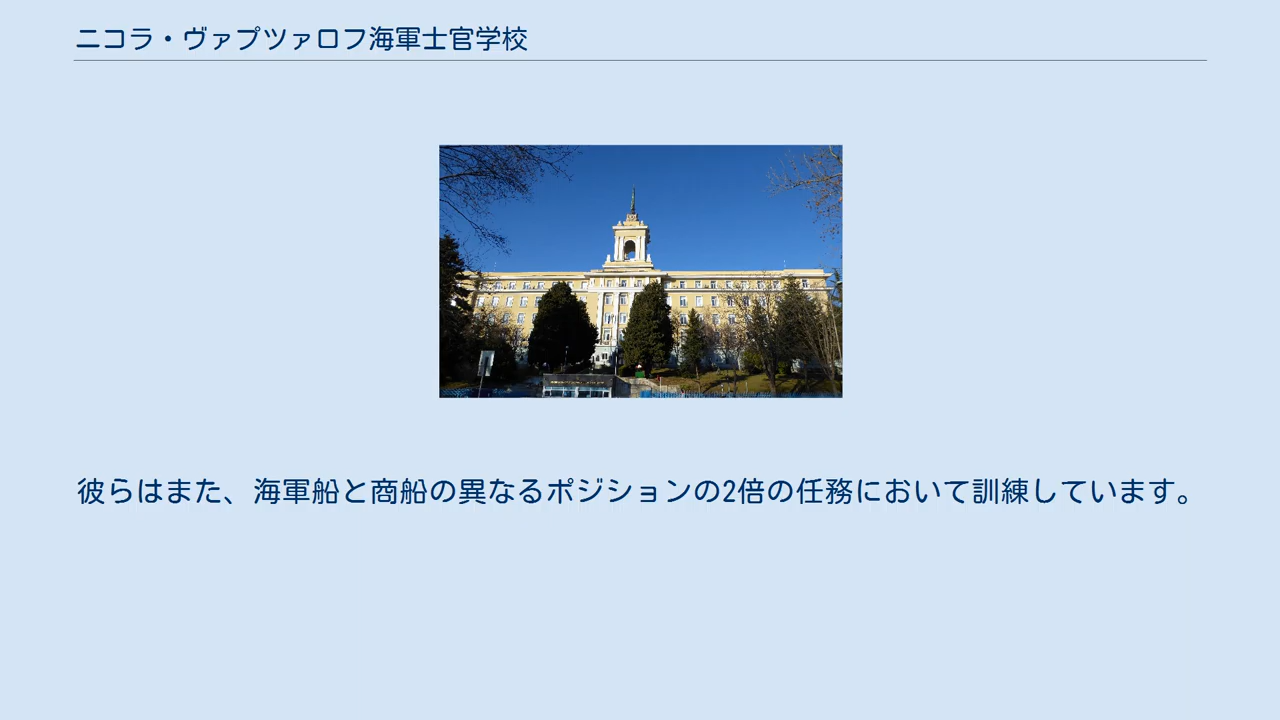 ニコラ・ヴァプツァロフ海軍士官学校
彼らはまた、海軍船と商船の異なるポジションの2倍の任務において訓練しています。